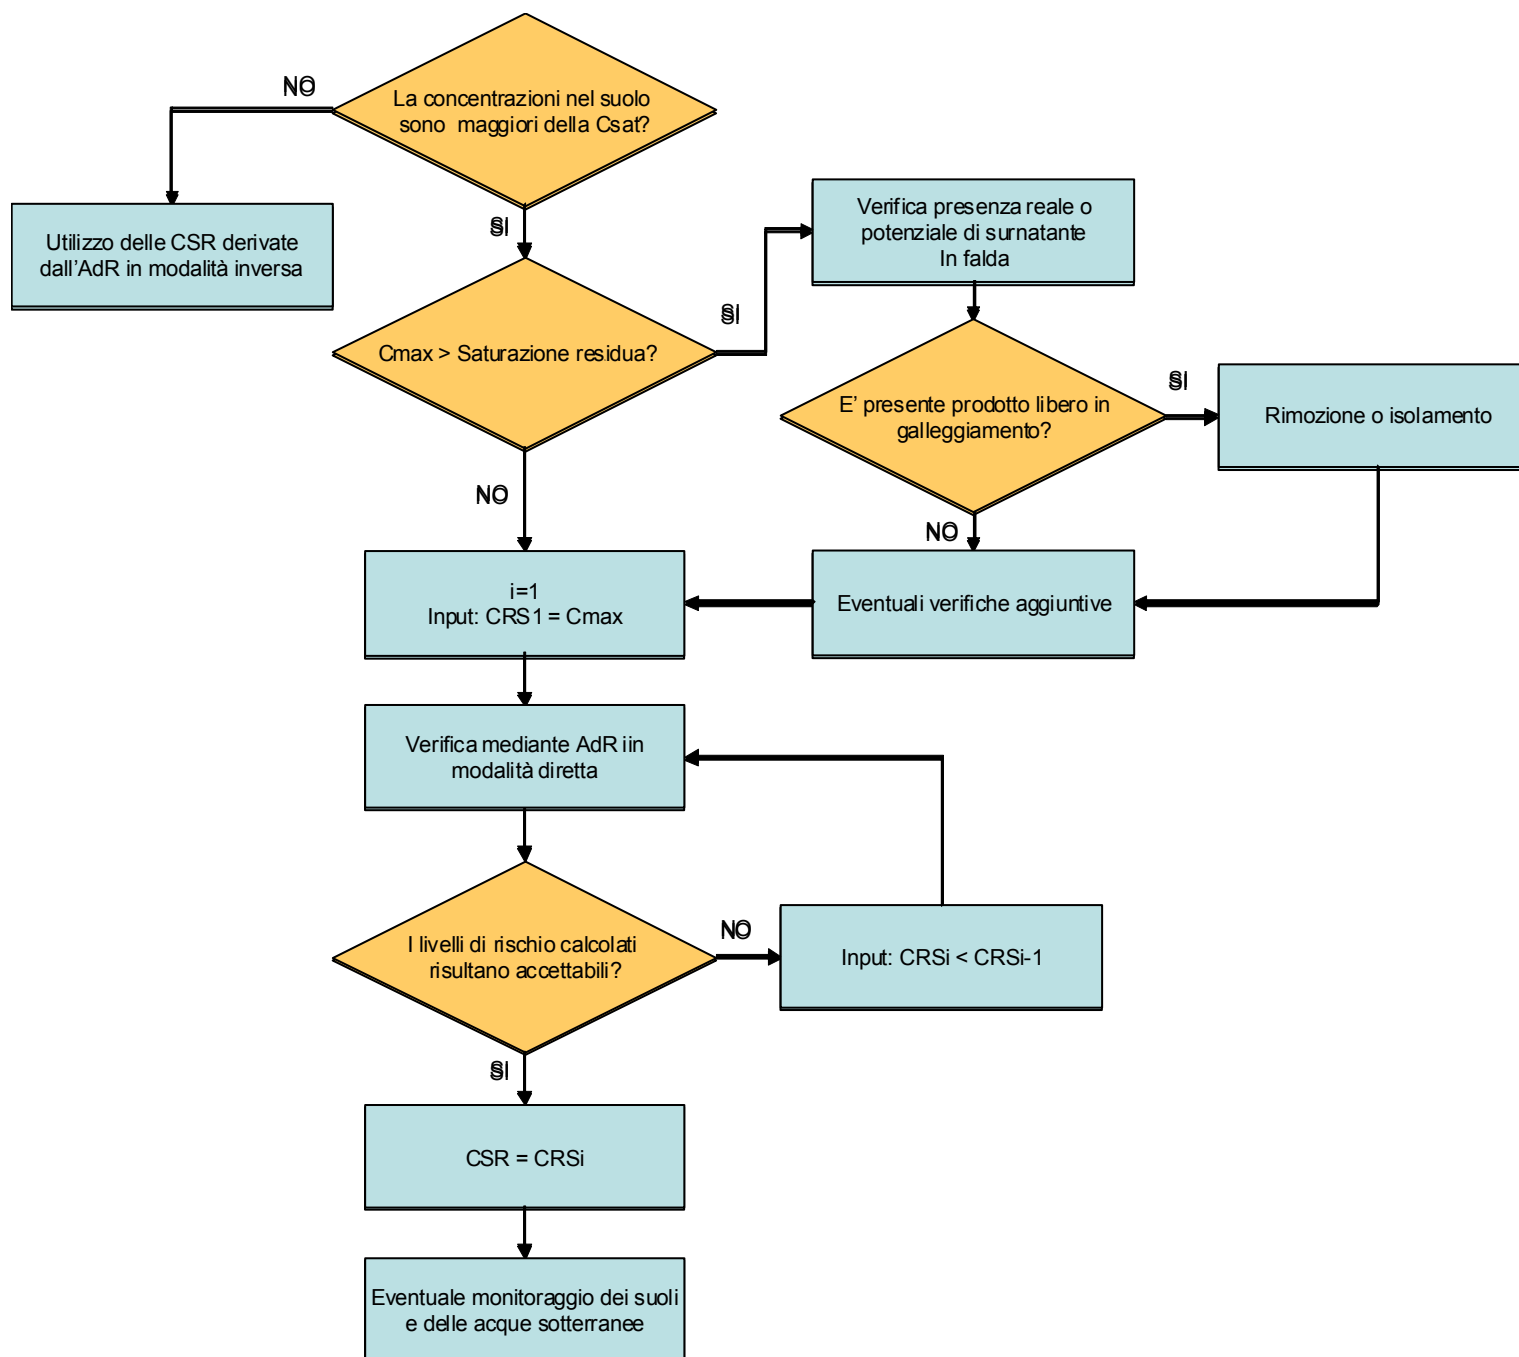 NO
La concentrazioni nel suolo
sono maggiori della Csat?
Utilizzo delle CSR derivate
dall'AdR in modalità inversa
SI
Verifica presenza reale o
potenziale di surnatante
In falda
Cmax > Saturazione residua?
SI
E' presente prodotto libero in
galleggiamento?
SI
Rimozione o isolamento
NO
NO
i=1
Input: CRS1 = Cmax
Eventuali verifiche aggiuntive
Verifica mediante AdR iin
modalità diretta
I livelli di rischio calcolati
risultano accettabili?
NO
Input: CRSi < CRSi-1
SI
CSR = CRSi
Eventuale monitoraggio dei suoli
e delle acque sotterranee